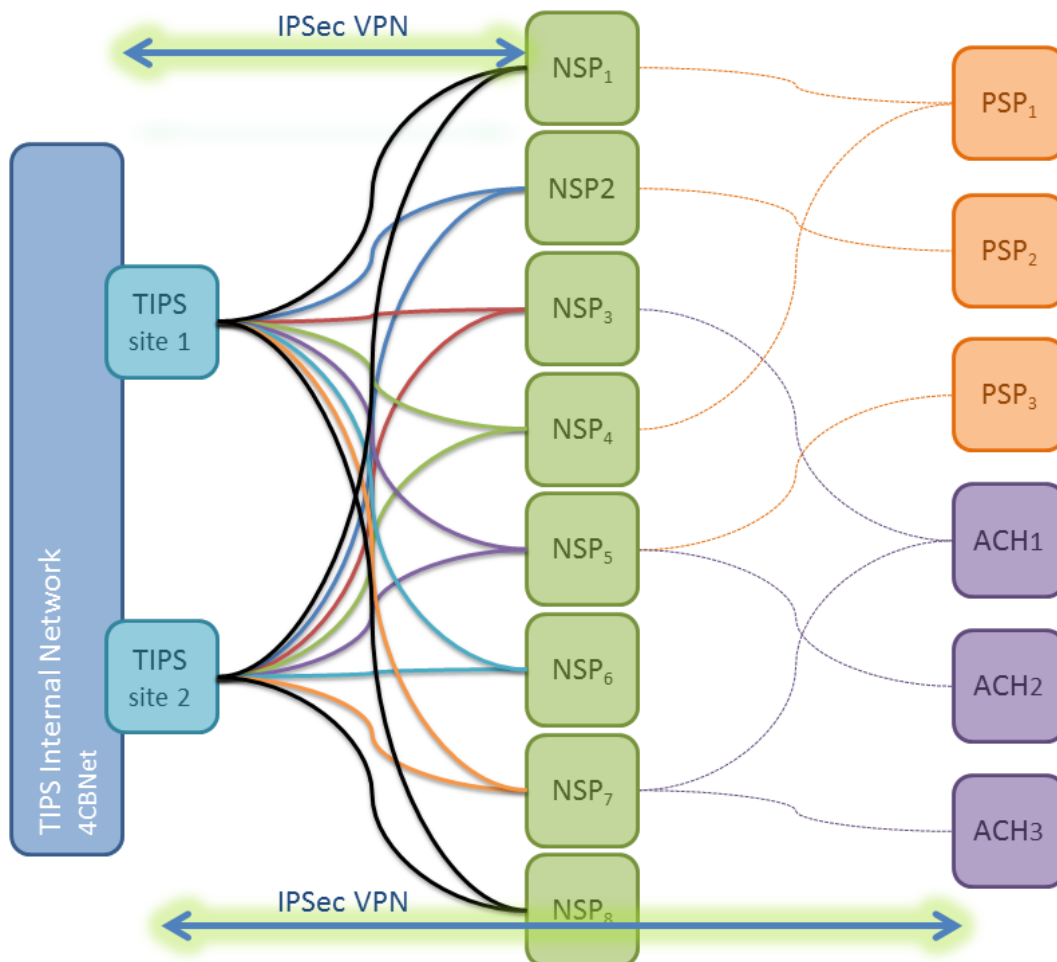 IPSec VPN
NSP₁
PSP₁
NSP2
PSP₂
TIPS
site 1
NSP₃
PSP₃
NSP₄
NSP₅
ACH1
TIPS Internal Network
4CBNet
TIPS
site 2
NSP₆
ACH2
NSP₇
ACH3
IPSec VPN
NSP₈